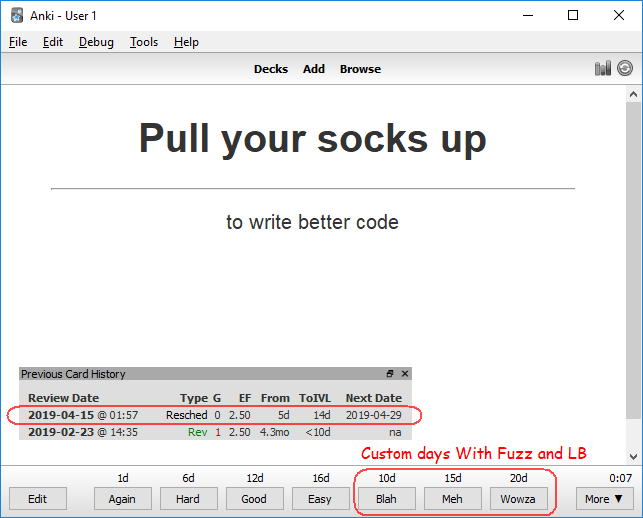 Anki - User 1
File Edit Debug Tools Help
Decks Add Browse
Pull your socks up
to write better code
Previous Card History
Review Date Type G EF From ToIVL Next Date
2019-04-15 @ 01:57 Resched 0 2.50 5d 14d 2019-04-29
2019-02-23 @ 14:35 Rev 1 2.50 4.3mo <10d na
Custom days With Fuzz and LB
1d 6d 12d 16d 10d 15d 20d 0:07
Edit Again Hard Good Easy Blah Meh Wowza More ▼